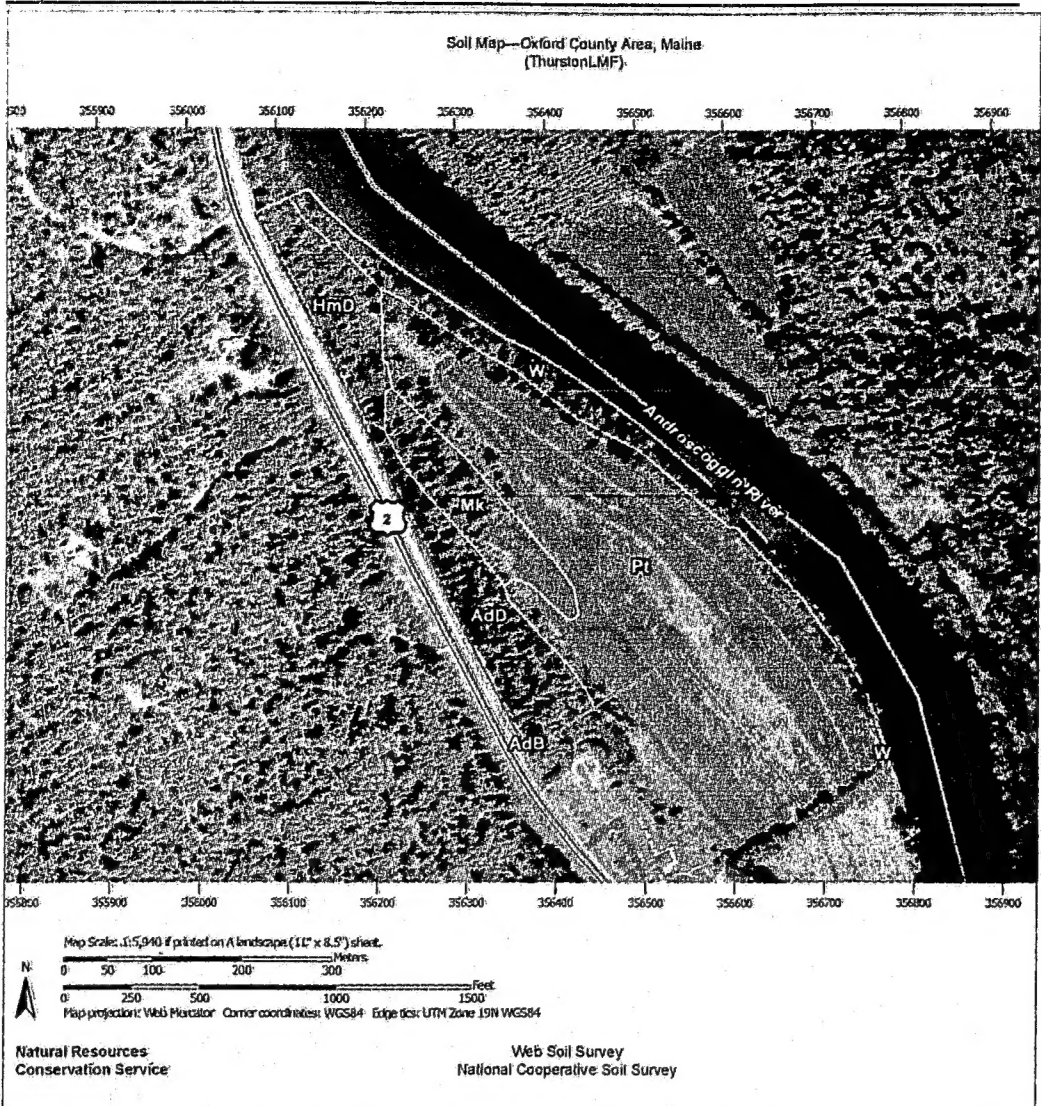 Soil Map—Oxford County Area, Maine
(ThurstonLMF)
355900 356000 356100 356200 356300 356400 356500 356600 356700 356800 356900
HmD
W
Androscoggin River
Mk
2
Pt
AdD
AdB
W
355800 355900 356000 356100 356200 356300 356400 356500 356600 356700 356800 356900
Map Scale: 1:5,940 if printed on A landscape (11" x 8.5") sheet.
Meters
N 0 50 100 200 300
Feet
0 250 500 1000 1500
Map projection: Web Mercator Corner coordinates: WGS84 Edge tics: UTM Zone 19N WGS84
Natural Resources Web Soil Survey
Conservation Service National Cooperative Soil Survey